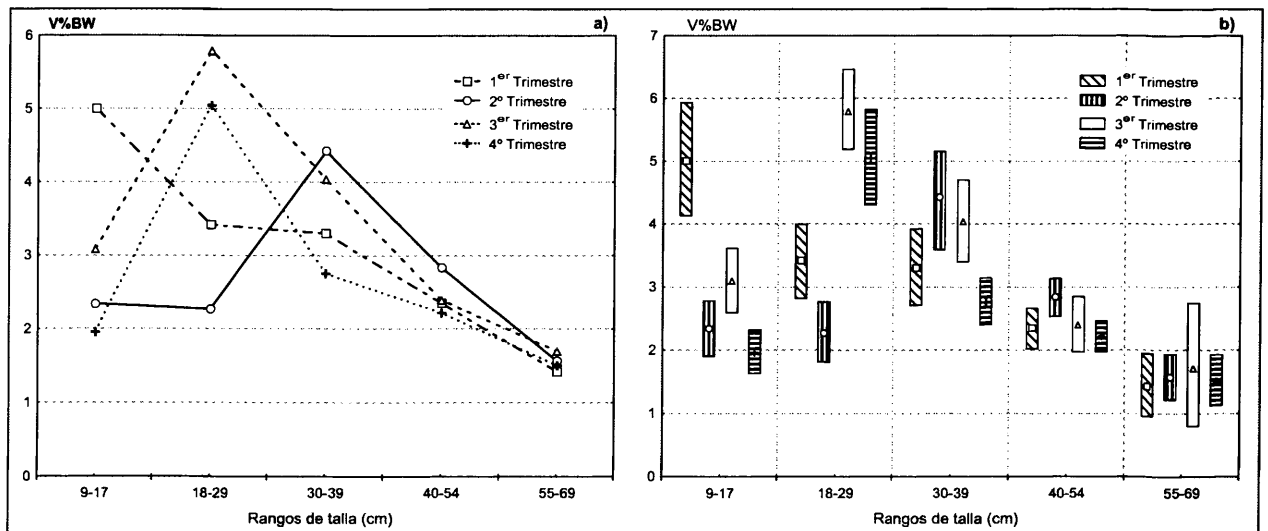 V%BW
a)
6
5
4
3
2
1
0
1er Trimestre
2º Trimestre
3er Trimestre
4º Trimestre
9-17 18-29 30-39 40-54 55-69
Rangos de talla (cm)
V%BW
b)
7
6
5
4
3
2
1
0
1er Trimestre
2º Trimestre
3er Trimestre
4º Trimestre
9-17 18-29 30-39 40-54 55-69
Rangos de talla (cm)